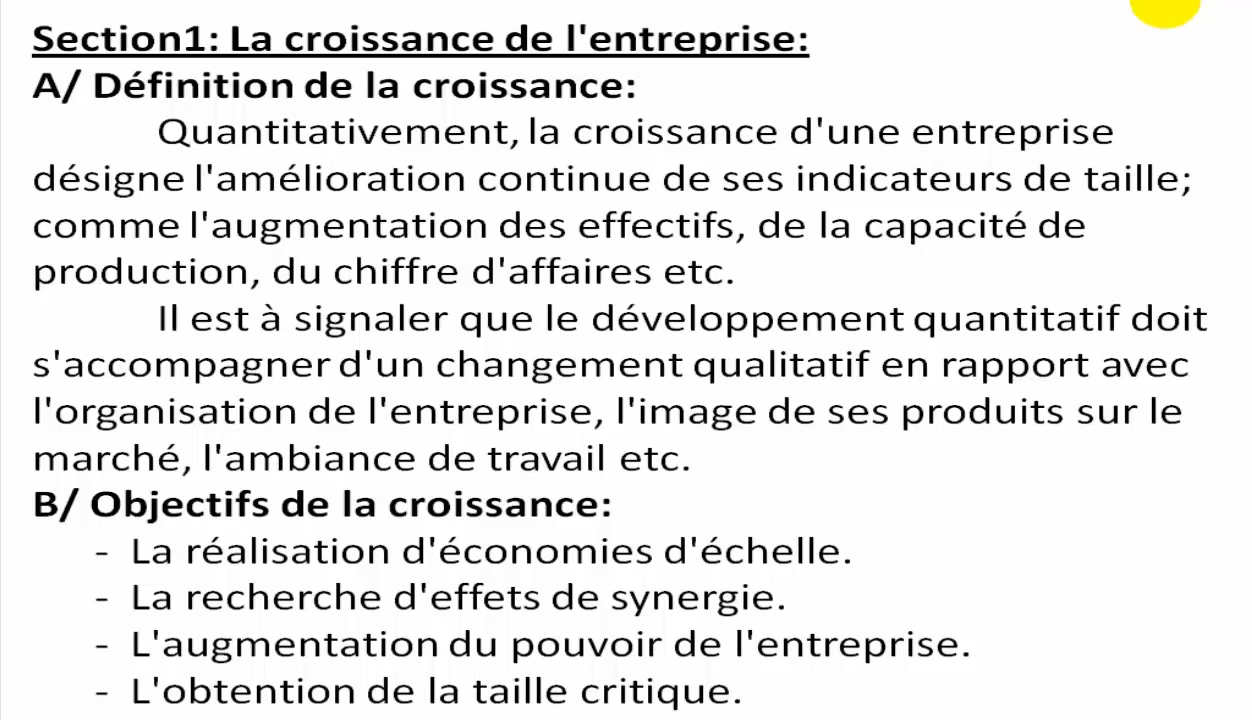 Section1: La croissance de l'entreprise:
A/ Définition de la croissance:
Quantitativement, la croissance d'une entreprise
désigne l'amélioration continue de ses indicateurs de taille;
comme l'augmentation des effectifs, de la capacité de
production, du chiffre d'affaires etc.
Il est à signaler que le développement quantitatif doit
s'accompagner d'un changement qualitatif en rapport avec
l'organisation de l'entreprise, l'image de ses produits sur le
marché, l'ambiance de travail etc.
B/ Objectifs de la croissance:
- La réalisation d'économies d'échelle.
- La recherche d'effets de synergie.
- L'augmentation du pouvoir de l'entreprise.
- L'obtention de la taille critique.